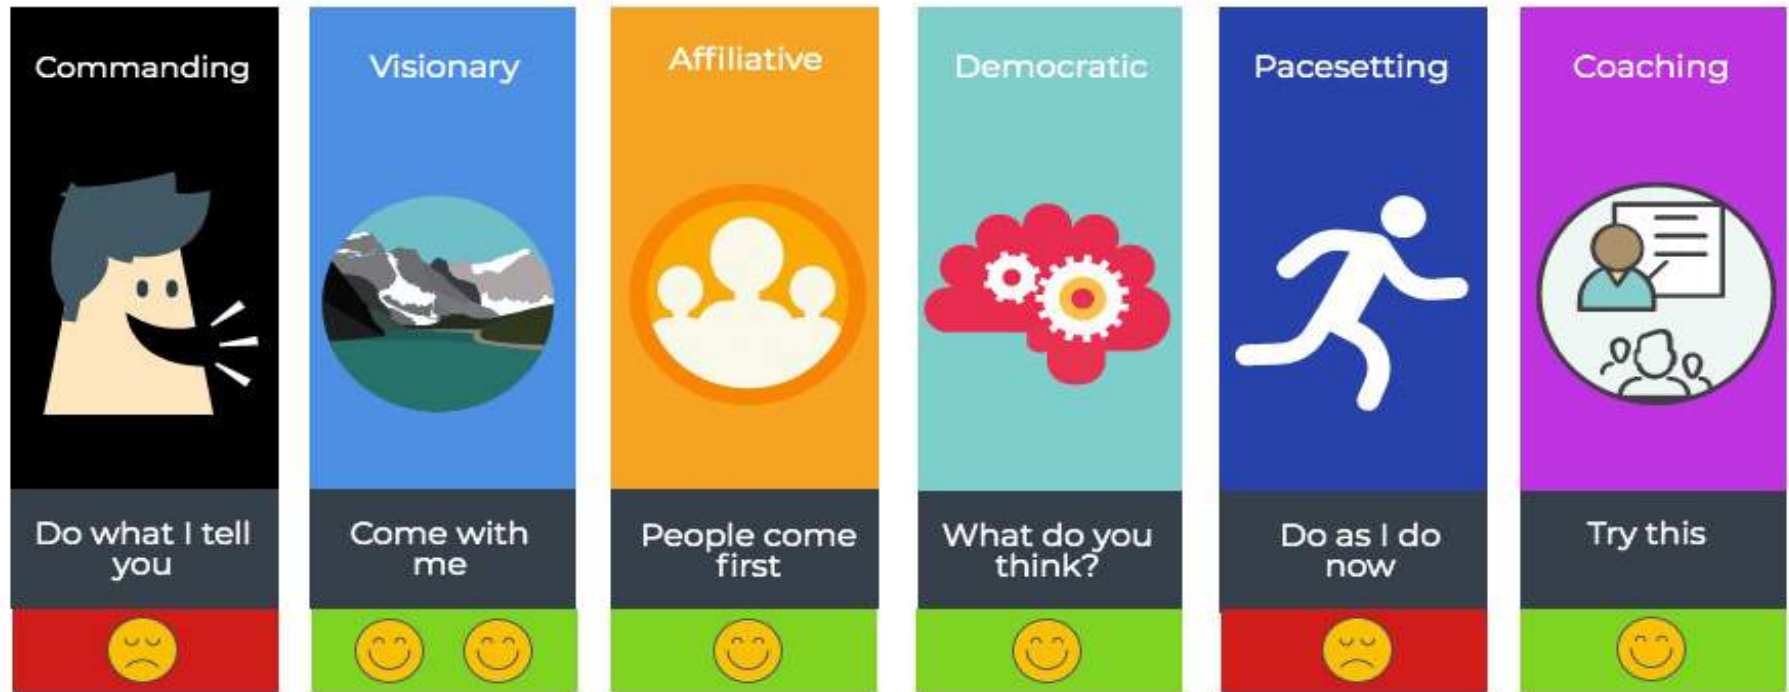 Commanding
Visionary
Affiliative
Democratic
Pacesetting
Coaching
Do what I tell
you
Come with
me
People come
first
What do you
think?
Do as I do
now
Try this